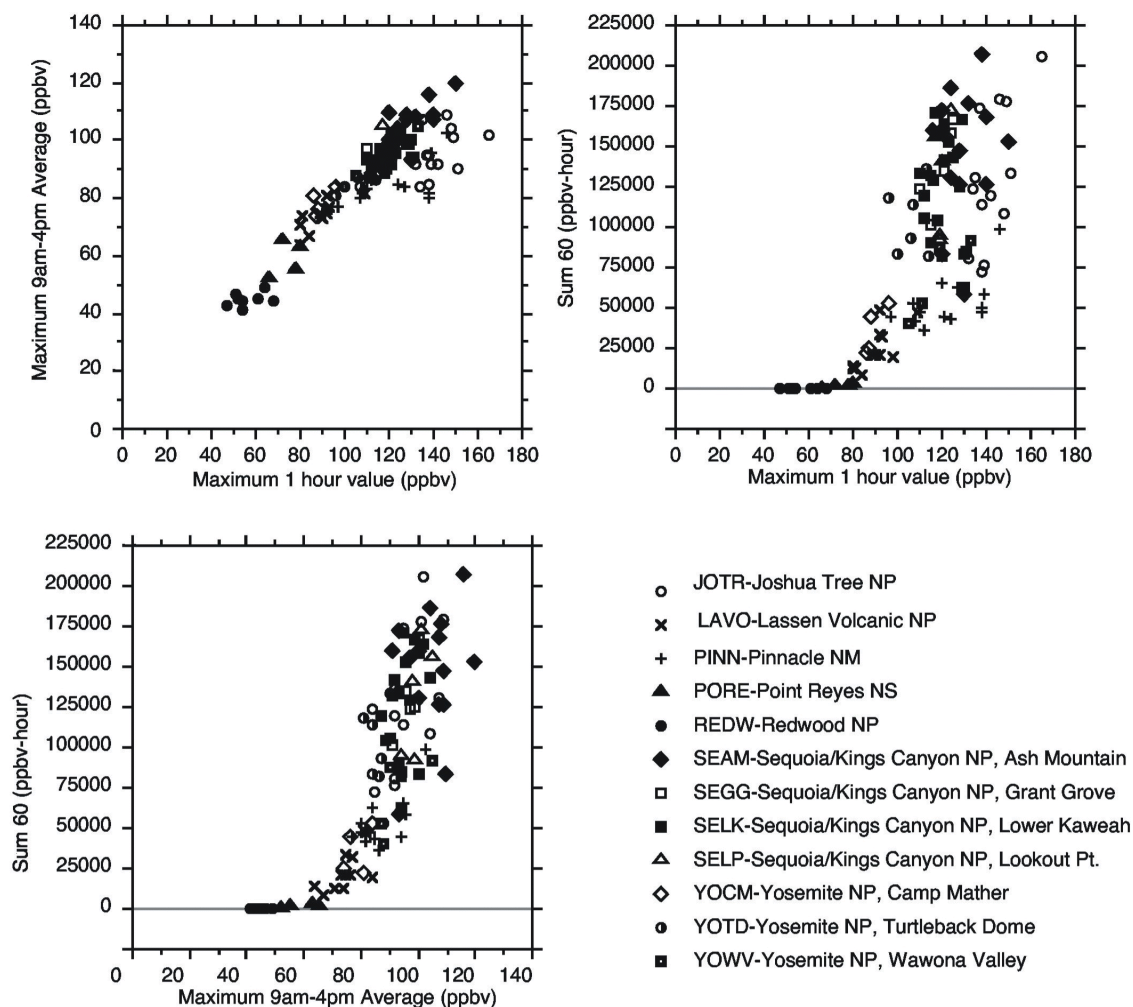 140
120
100
80
60
40
20
0
Maximum 9am-4pm Average (ppbv)
0 20 40 60 80 100 120 140 160 180
Maximum 1 hour value (ppbv)
225000
200000
175000
150000
125000
100000
75000
50000
25000
0
Sum 60 (ppbv-hour)
0 20 40 60 80 100 120 140 160 180
Maximum 1 hour value (ppbv)
225000
200000
175000
150000
125000
100000
75000
50000
25000
0
Sum 60 (ppbv-hour)
0 20 40 60 80 100 120 140
Maximum 9am-4pm Average (ppbv)
JOTR-Joshua Tree NP
LAVO-Lassen Volcanic NP
PINN-Pinnacle NM
PORE-Point Reyes NS
REDW-Redwood NP
SEAM-Sequoia/Kings Canyon NP, Ash Mountain
SEGG-Sequoia/Kings Canyon NP, Grant Grove
SELK-Sequoia/Kings Canyon NP, Lower Kaweah
SELP-Sequoia/Kings Canyon NP, Lookout Pt.
YOCM-Yosemite NP, Camp Mather
YOTD-Yosemite NP, Turtleback Dome
YOWV-Yosemite NP, Wawona Valley